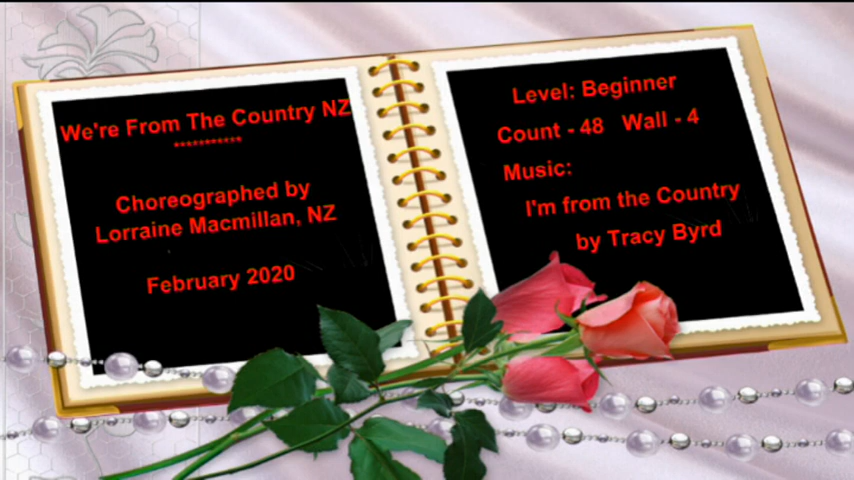 We're From The Country NZ
***********
Choreographed by
Lorraine Macmillan, NZ
February 2020
Level: Beginner
Count - 48 Wall - 4
Music:
I'm from the Country
by Tracy Byrd